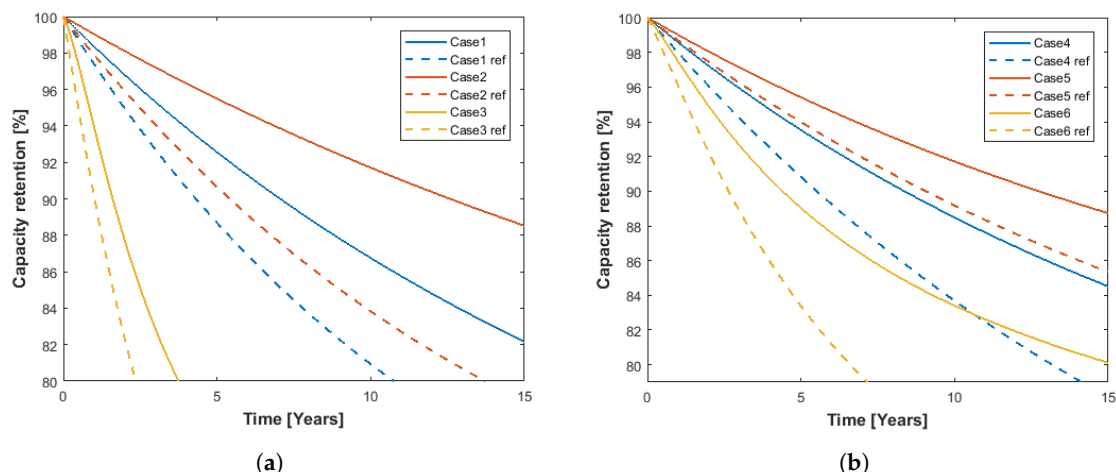 100
98
96
94
92
90
88
86
84
82
80
0
5
10
15
Capacity retention [%]
Time [Years]
Case1
Case1 ref
Case2
Case2 ref
Case3
Case3 ref
(a)
100
98
96
94
92
90
88
86
84
82
80
0
5
10
15
Capacity retention [%]
Time [Years]
Case4
Case4 ref
Case5
Case5 ref
Case6
Case6 ref
(b)